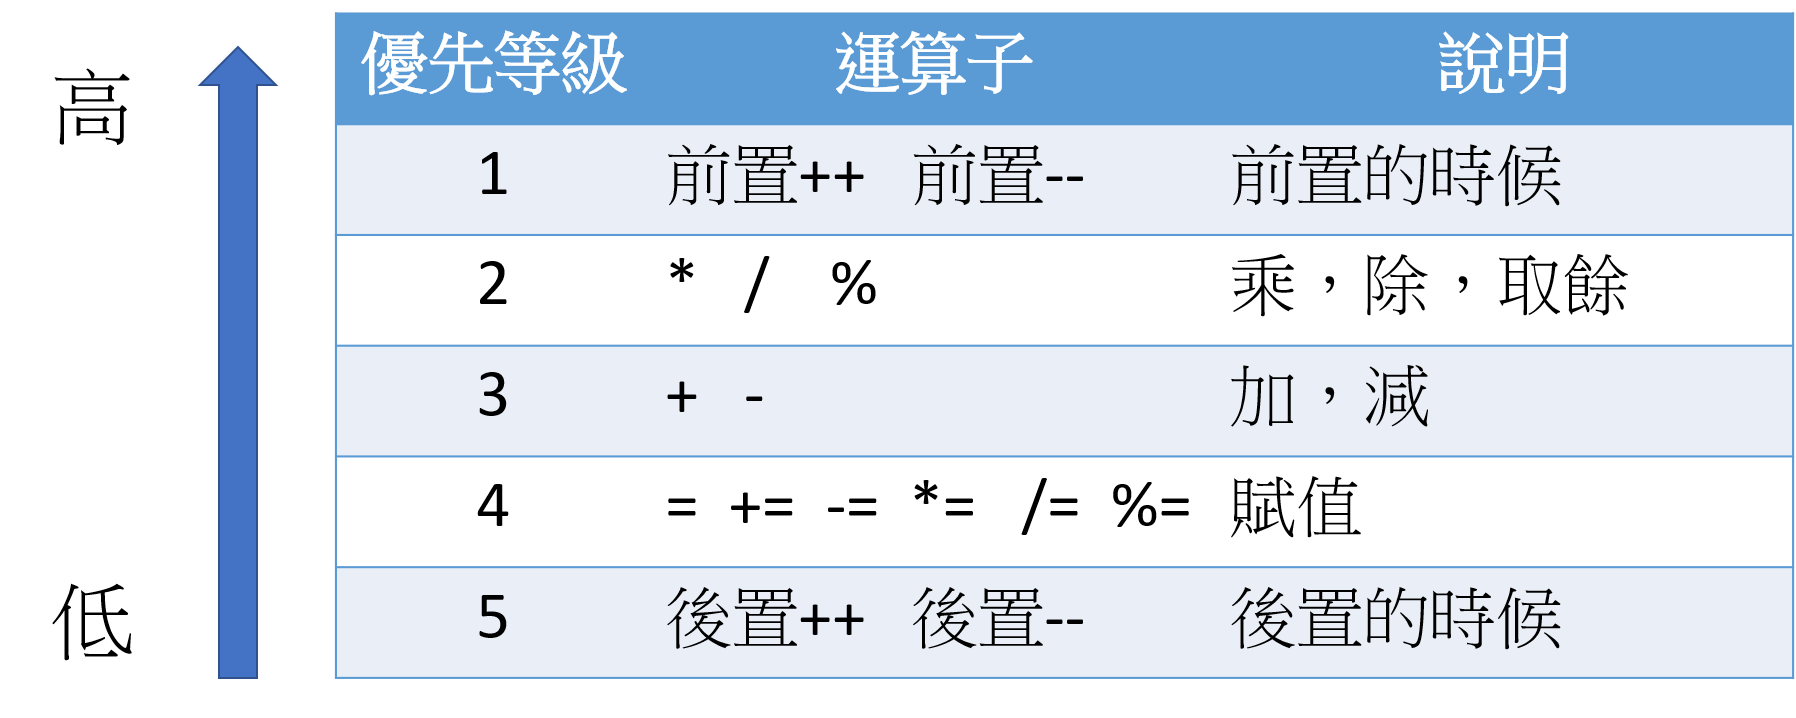 高
低
優先等級 運算子 說明
1 前置++ 前置-- 前置的時候
2 * / % 乘，除，取餘
3 + - 加，減
4 = += -= *= /= %= 賦值
5 後置++ 後置-- 後置的時候